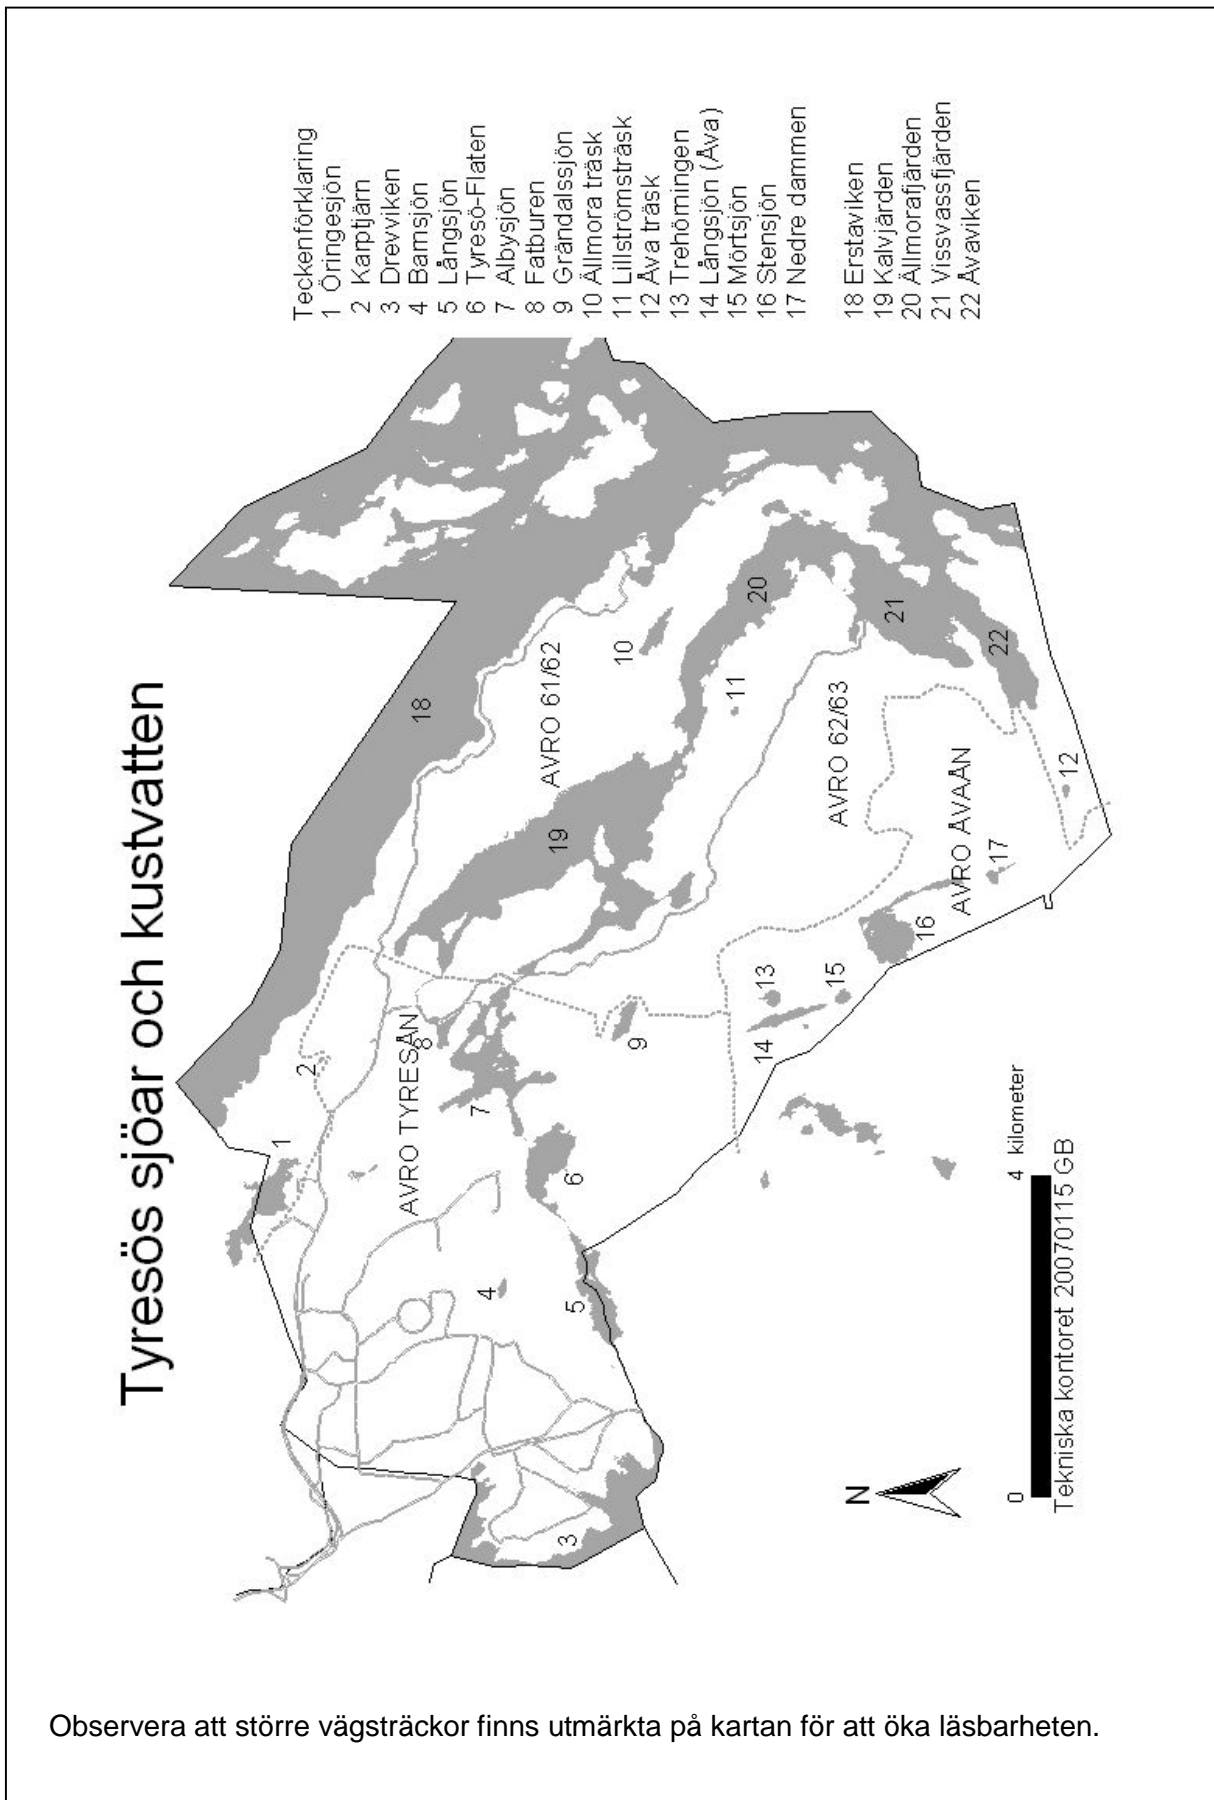 Tyresös sjöar och kustvatten
Teckenförklaring
1 Öringesjön
2 Karptjärn
3 Drevviken
4 Barnsjön
5 Långsjön
6 Tyresö-Flaten
7 Albysjön
8 Fatburen
9 Grändalssjön
10 Ällmora träsk
11 Lillströmsträsk
12 Åva träsk
13 Trehörningen
14 Långsjön (Åva)
15 Mörtsjön
16 Stensjön
17 Nedre dammen
18 Erstaviken
19 Kalvjärden
20 Ällmorafjärden
21 Vissvassfjärden
22 Åvaviken
1
2
3
4
5
6
7
8
9
10
11
12
13
14
15
16
17
18
19
20
21
22
AVRO TYRESÅN
AVRO 61/62
AVRO 62/63
AVRO ÅVAÅN
N
0
4 kilometer
Tekniska kontoret 20070115 GB
Observera att större vägsträckor finns utmärkta på kartan för att öka läsbarheten.